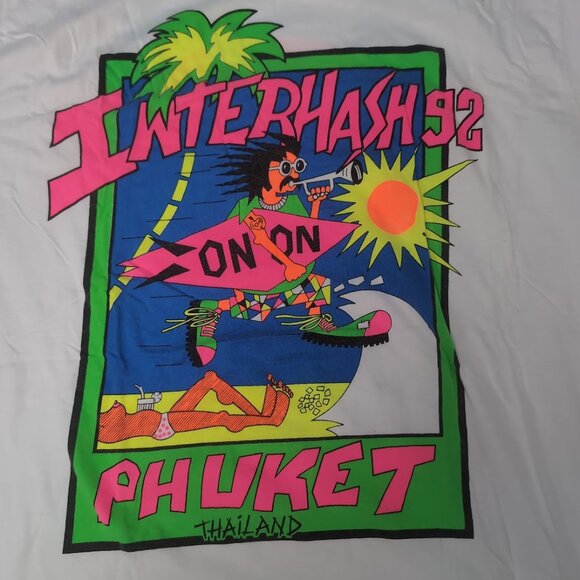 INTERHASH 92
ON ON
PHUKET
THAILAND